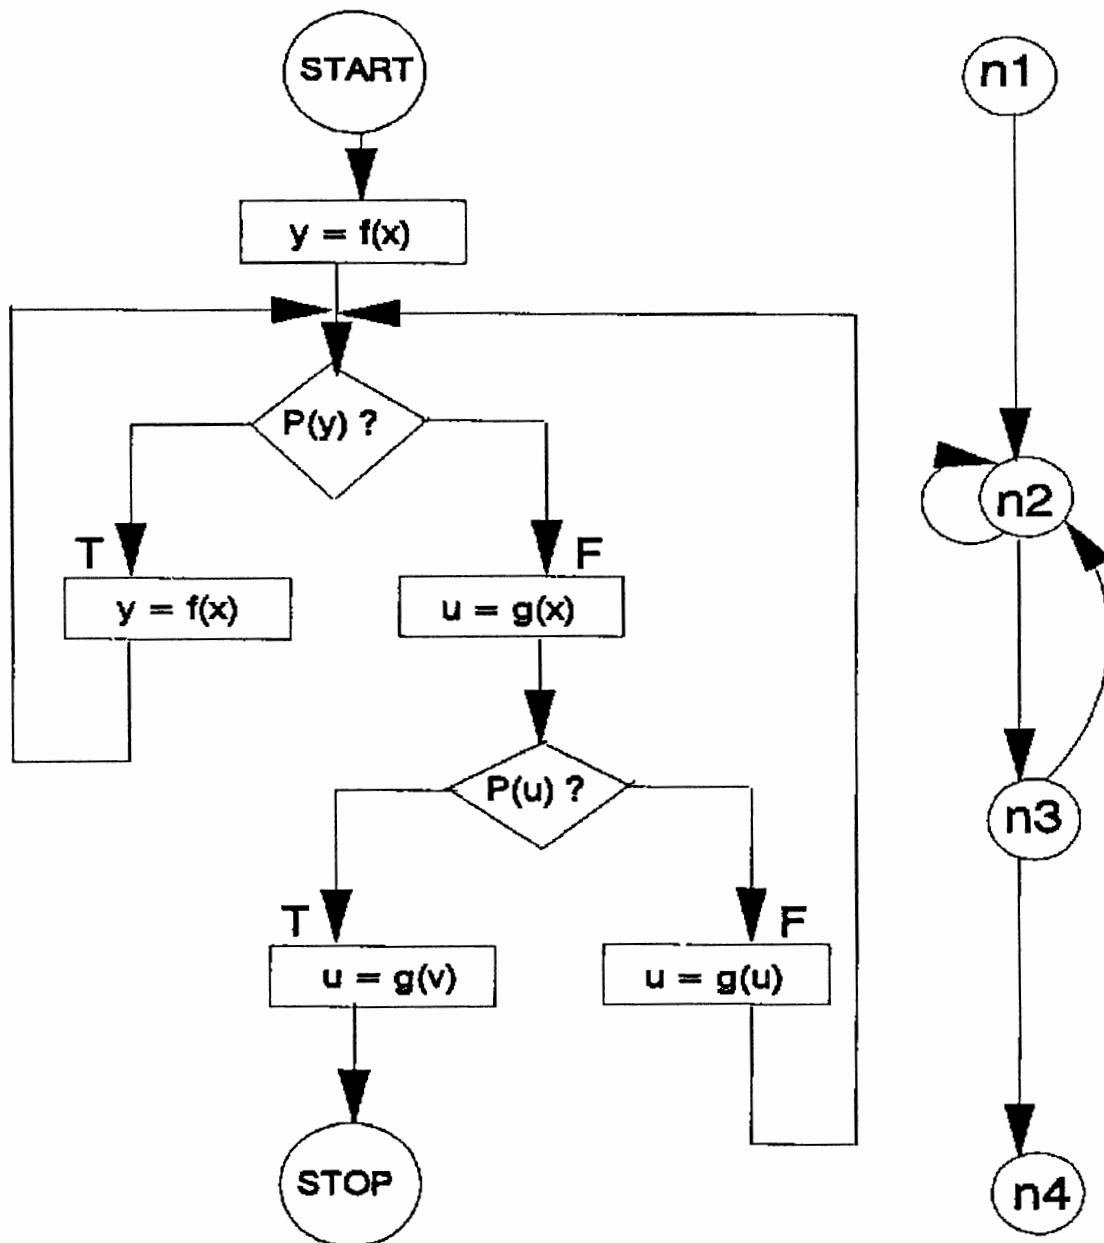 START
y = f(x)
P(y) ?
T
F
y = f(x)
u = g(x)
P(u) ?
T
F
u = g(v)
u = g(u)
STOP
n1
n2
n3
n4